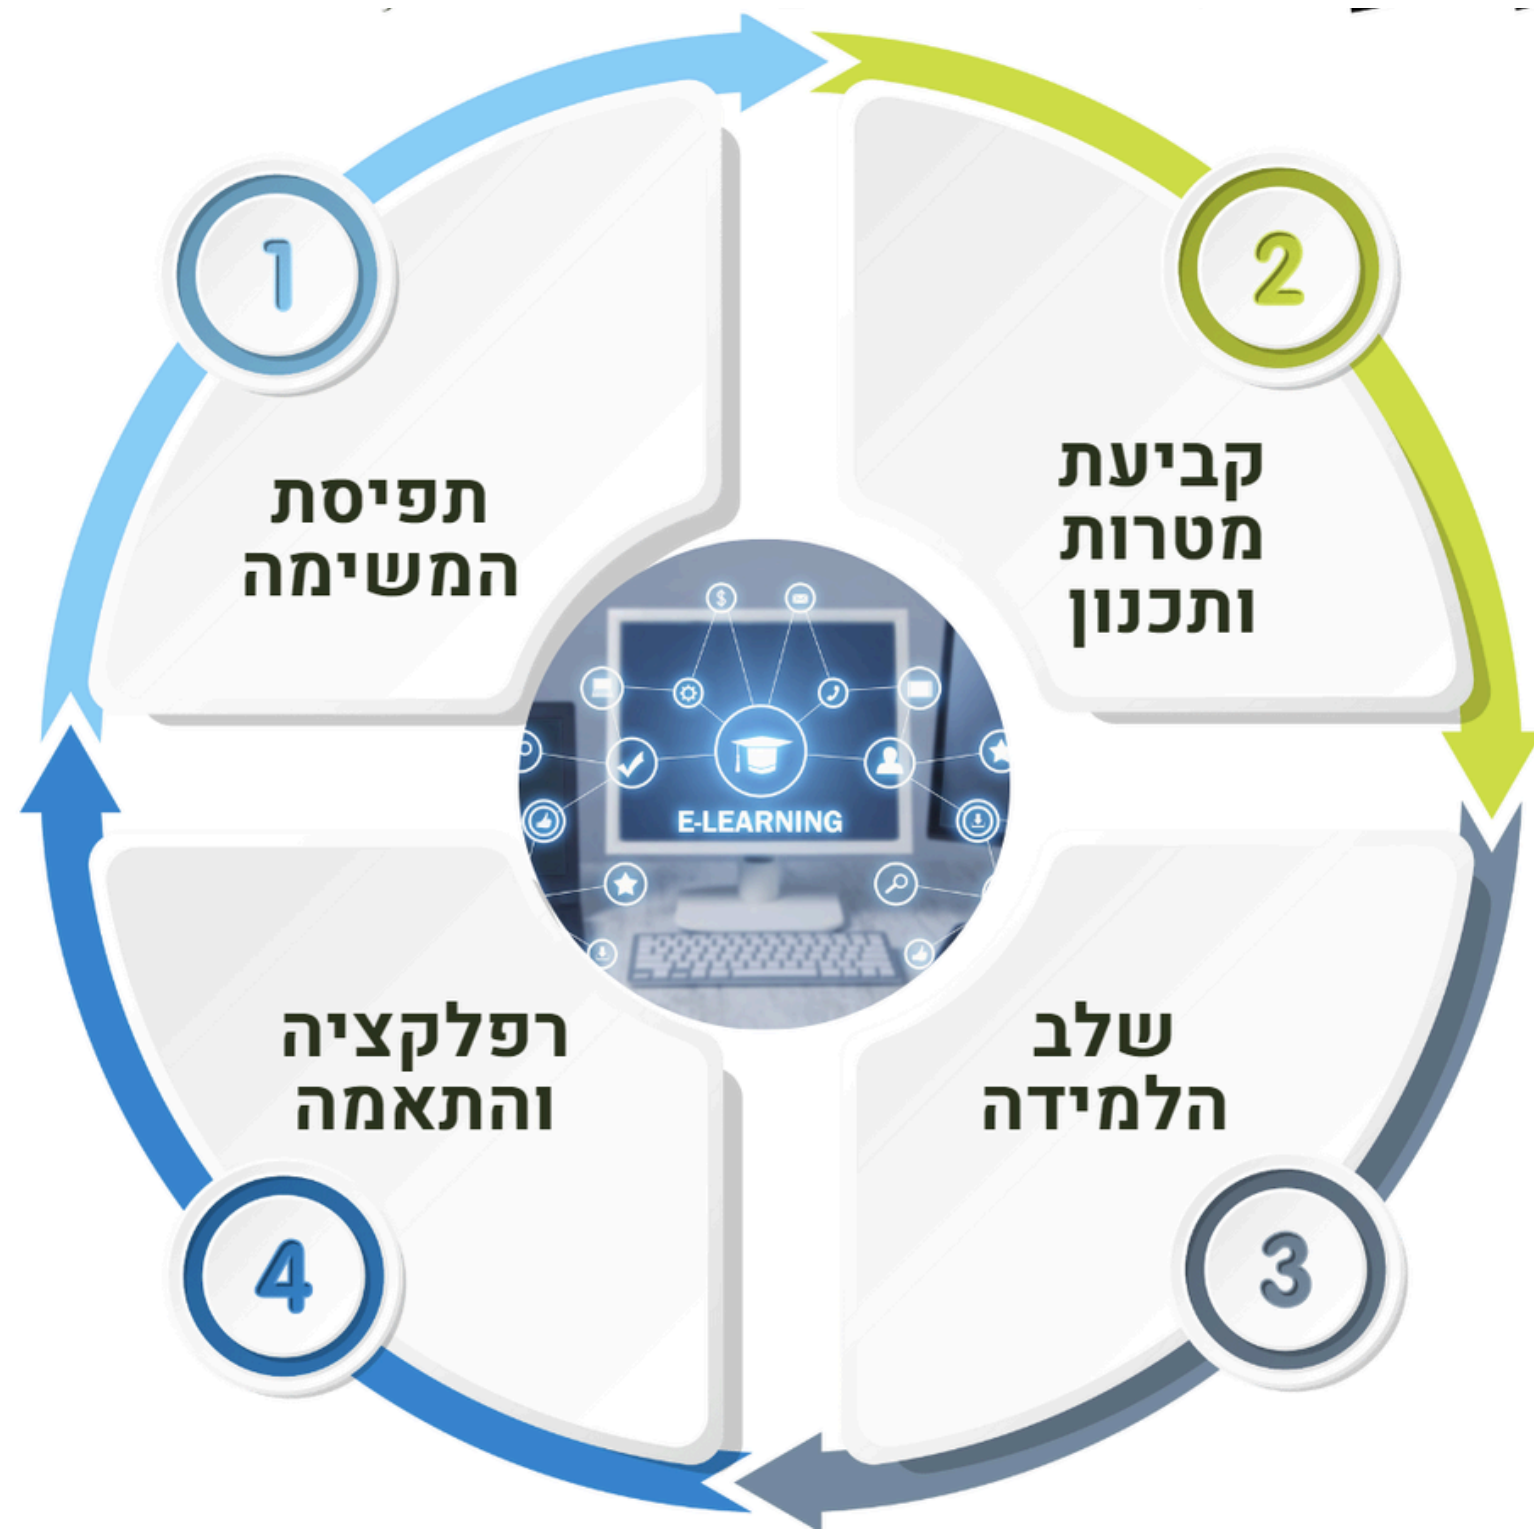 1
תפיסת
המשימה
2
קביעת
מטרות
ותכנון
E-LEARNING
3
שלב
הלמידה
4
רפלקציה
והתאמה